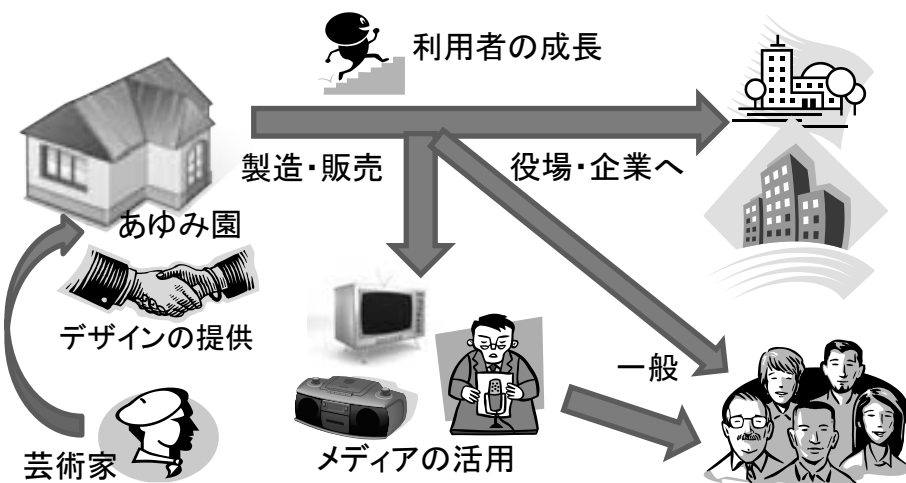 利用者の成長
製造・販売
役場・企業へ
あゆみ園
デザインの提供
一般
芸術家
メディアの活用